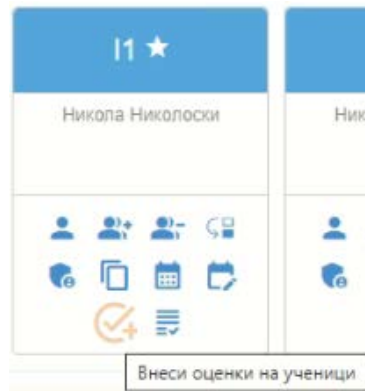 I1 ★
Никола Николоски
Ник
Внеси оценки на ученици